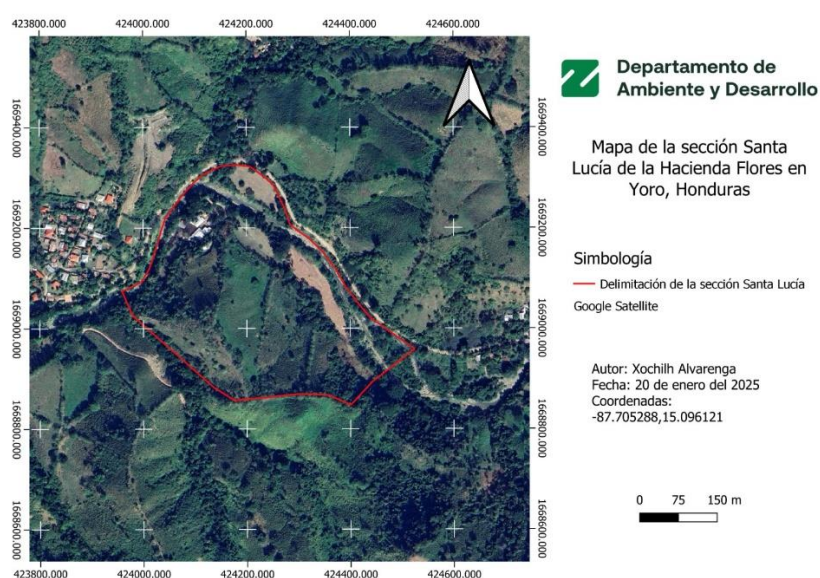 423800.000 424000.000 424200.000 424400.000 424600.000
1669400.000
1669200.000
1669000.000
1668800.000
1668600.000
1669400.000
1669200.000
1669000.000
1668800.000
1668600.000
423800.000 424000.000 424200.000 424400.000 424600.000
Departamento de
Ambiente y Desarrollo
Mapa de la sección Santa
Lucía de la Hacienda Flores en
Yoro, Honduras
Simbología
Delimitación de la sección Santa Lucía
Google Satellite
Autor: Xochilh Alvarenga
Fecha: 20 de enero del 2025
Coordenadas:
-87.705288,15.096121
0 75 150 m